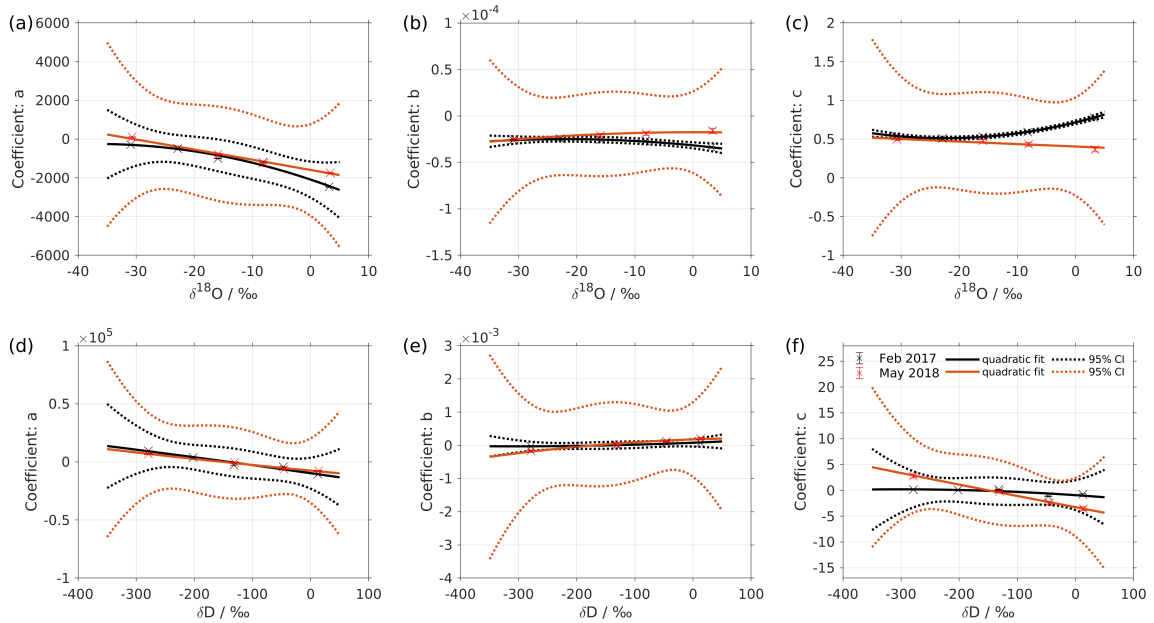 (a)
6000
4000
2000
0
-2000
-4000
-6000
Coefficient: a
-40 -30 -20 -10 0 10
δ¹⁸O / ‰
(b)
×10⁻⁴
1
0.5
0
-0.5
-1
-1.5
Coefficient: b
-40 -30 -20 -10 0 10
δ¹⁸O / ‰
(c)
2
1.5
1
0.5
0
-0.5
-1
Coefficient: c
-40 -30 -20 -10 0 10
δ¹⁸O / ‰
(d)
×10⁵
1
0.5
0
-0.5
-1
Coefficient: a
-400 -300 -200 -100 0 100
δD / ‰
(e)
×10⁻³
3
2
1
0
-1
-2
-3
-4
Coefficient: b
-400 -300 -200 -100 0 100
δD / ‰
(f)
25
20
15
10
5
0
-5
-10
-15
Coefficient: c
-400 -300 -200 -100 0 100
δD / ‰
Feb 2017 quadratic fit 95% CI
May 2018 quadratic fit 95% CI